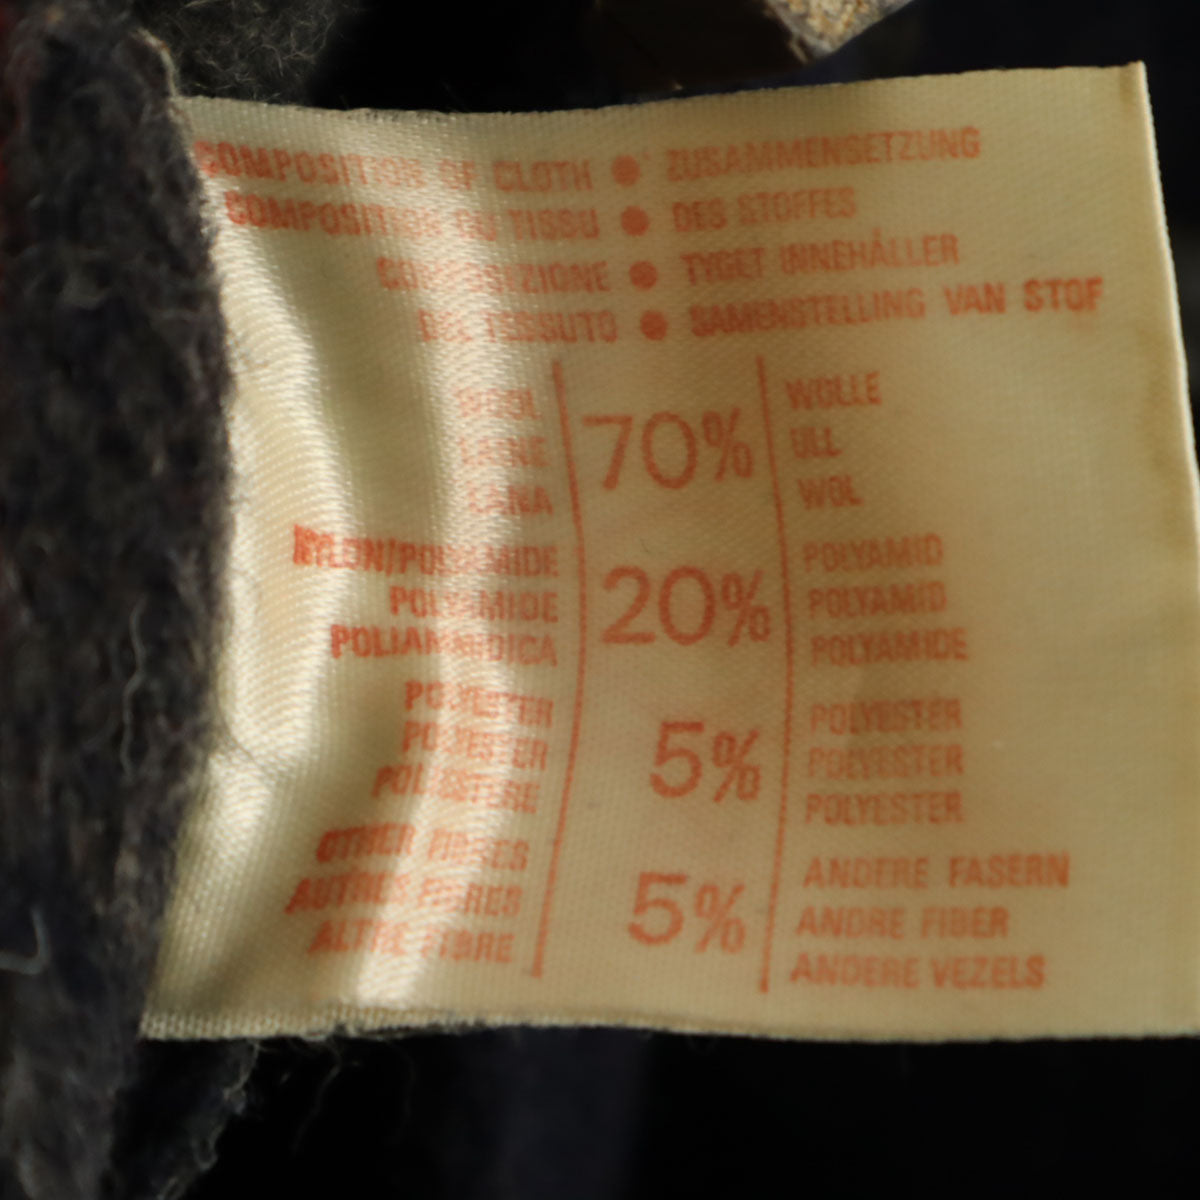 COMPOSITION OF CLOTH ● ZUSAMMENSETZUNG
COMPOSITION DU TISSU ● DES STOFFES
COMPOSIZIONE ● TYGET INNEHÅLLER
DEL TESSUTO ● SAMENSTELLING VAN STOF
WOOL
LAINE
LANA
70%
WOLLE
ULL
WOL
NYLON/POLYAMIDE
POLYAMIDE
POLIAMMIDICA
20%
POLYAMID
POLYAMID
POLYAMIDE
POLYESTER
POLYESTER
POLIESTERE
5%
POLYESTER
POLYESTER
POLYESTER
OTHER FIBRES
AUTRES FIBRES
ALTRE FIBRE
5%
ANDERE FASERN
ANDRE FIBER
ANDERE VEZELS